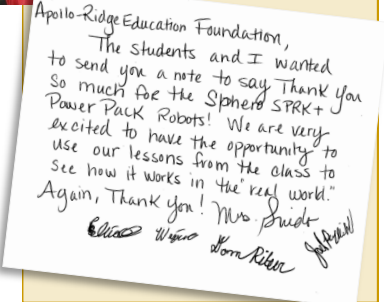 Apollo-Ridge Education Foundation,
The students and I wanted
to send you a note to say Thank you
so much for the Sphero SPRK+
Power Pack Robots! We are very
excited to have the opportunity to
use our lessons from the class to
see how it works in the "real world."
Again, Thank you! Mrs.